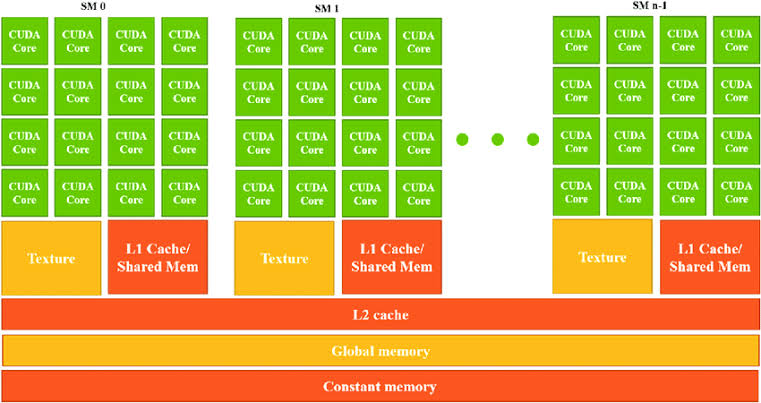 SM 0 SM 1 SM n-1
CUDA CUDA CUDA CUDA CUDA CUDA CUDA CUDA CUDA CUDA CUDA CUDA
Core Core Core Core Core Core Core Core Core Core Core Core
CUDA CUDA CUDA CUDA CUDA CUDA CUDA CUDA CUDA CUDA CUDA CUDA
Core Core Core Core Core Core Core Core Core Core Core Core
CUDA CUDA CUDA CUDA CUDA CUDA CUDA CUDA CUDA CUDA CUDA CUDA
Core Core Core Core Core Core Core Core Core Core Core Core
CUDA CUDA CUDA CUDA CUDA CUDA CUDA CUDA CUDA CUDA CUDA CUDA
Core Core Core Core Core Core Core Core Core Core Core Core
Texture L1 Cache/ Texture L1 Cache/ Texture L1 Cache/
Shared Mem Shared Mem Shared Mem
L2 cache
Global memory
Constant memory